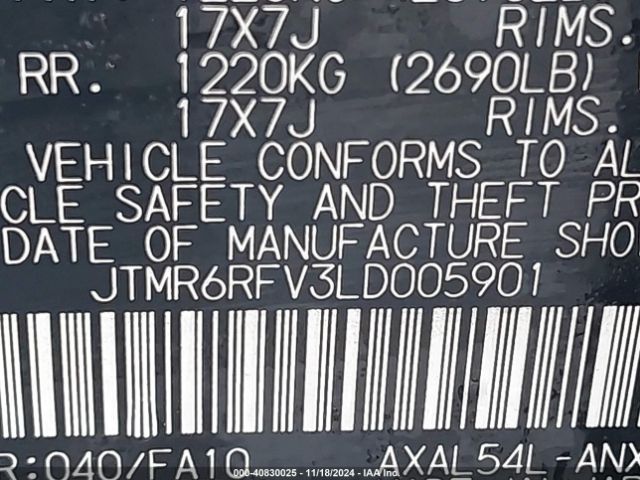 17X7J RIMS.
RR. 1220KG (2690LB)
17X7J RIMS.
VEHICLE CONFORMS TO AL
CLE SAFETY AND THEFT PR
DATE OF MANUFACTURE SHO
JTMR6RFV3LD005901
R:040/FA10 AXAL54L-ANX
000-40830025 - 11/18/2024 - IAA Inc.